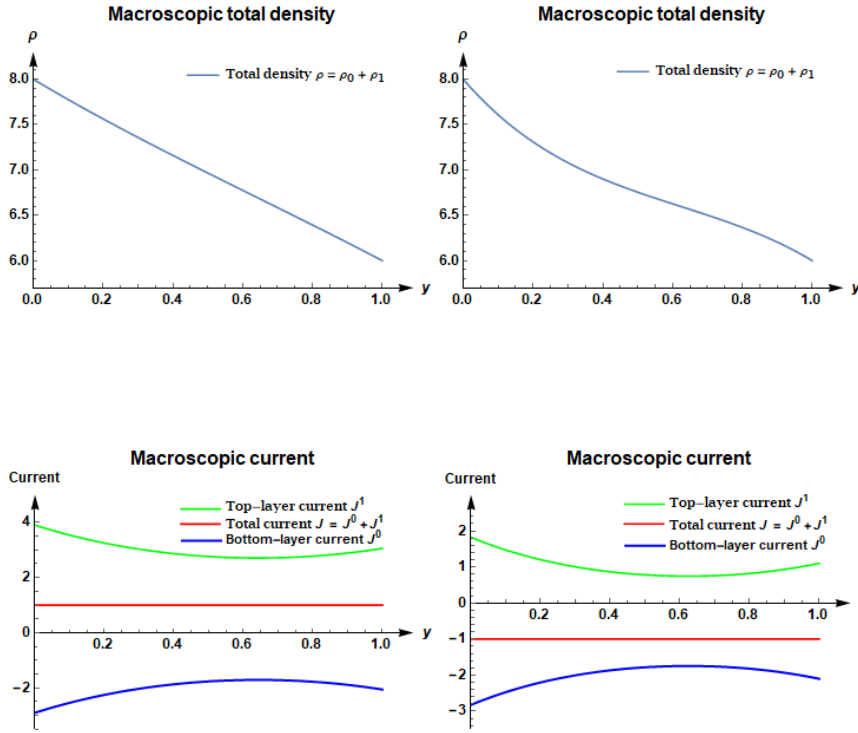 Macroscopic total density
ρ
Total density ρ = ρ₀ + ρ₁
8.0
7.5
7.0
6.5
6.0
0.0 0.2 0.4 0.6 0.8 1.0
y
Macroscopic total density
ρ
Total density ρ = ρ₀ + ρ₁
8.0
7.5
7.0
6.5
6.0
0.0 0.2 0.4 0.6 0.8 1.0
y
Macroscopic current
Current
Top−layer current J¹
Total current J = J⁰ + J¹
Bottom−layer current J⁰
4
2
0
−2
0.2 0.4 0.6 0.8 1.0
y
Macroscopic current
Current
Top−layer current J¹
Total current J = J⁰ + J¹
Bottom−layer current J⁰
2
1
0
−1
−2
−3
0.2 0.4 0.6 0.8 1.0
y